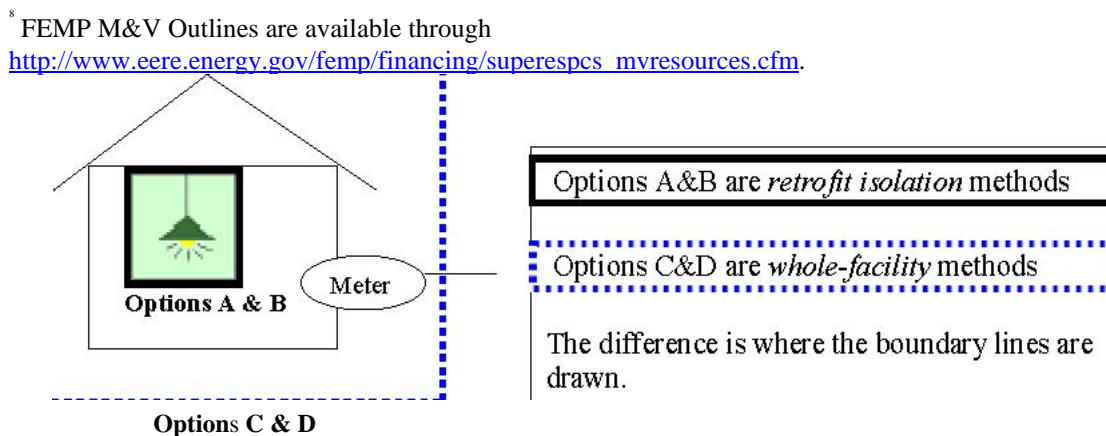 8 FEMP M&V Outlines are available through
http://www.eere.energy.gov/femp/financing/superespcs_mvresources.cfm.
Options A & B
Meter
Options C & D
Options A&B are retrofit isolation methods
Options C&D are whole-facility methods
The difference is where the boundary lines are
drawn.